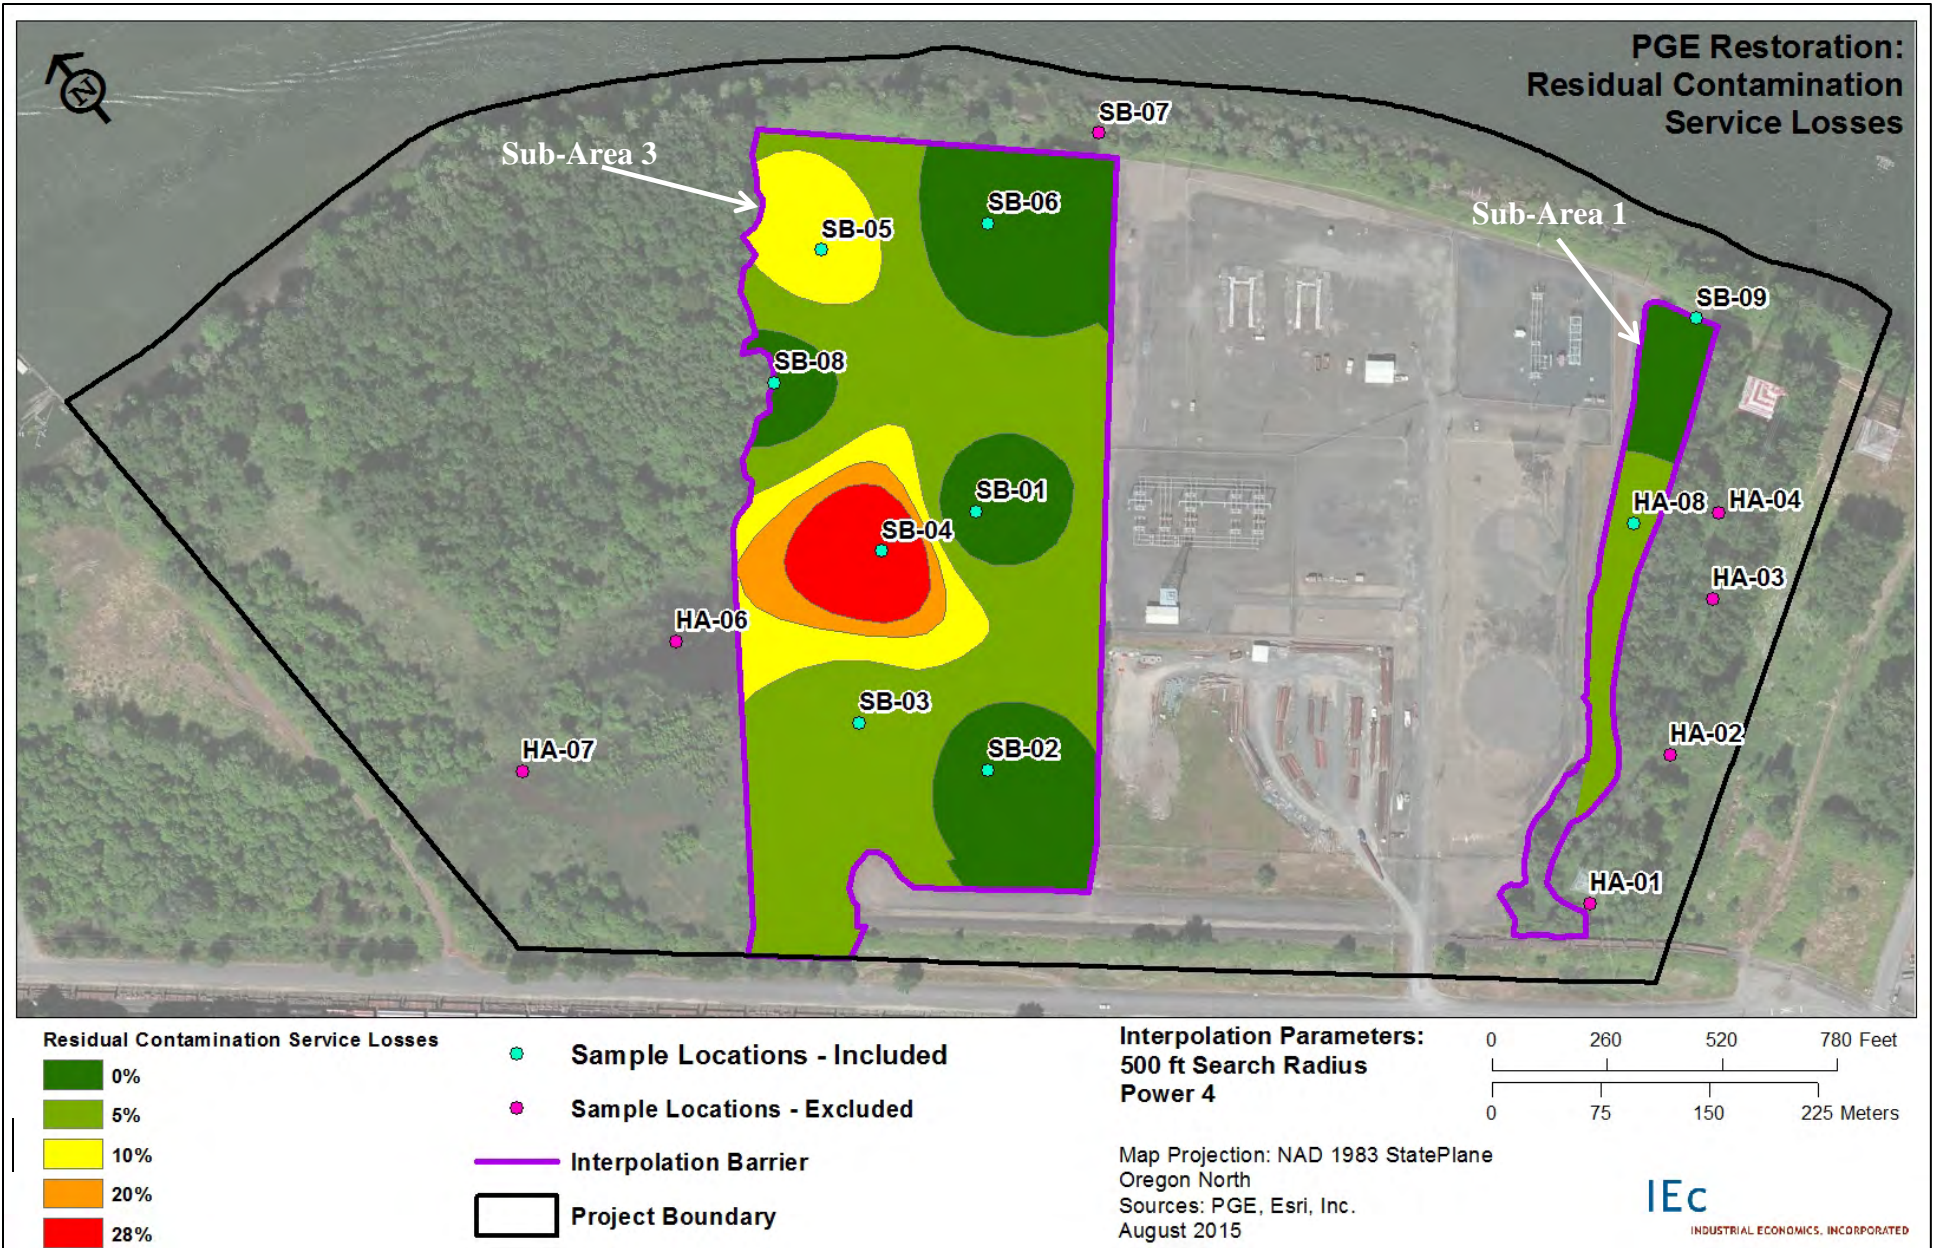 PGE Restoration:
Residual Contamination
Service Losses
N
SB-07
Sub-Area 3
SB-06
SB-05
Sub-Area 1
SB-09
SB-08
SB-01
HA-08
HA-04
SB-04
HA-03
HA-06
SB-03
HA-07
SB-02
HA-02
HA-01
Residual Contamination Service Losses
0%
5%
10%
20%
28%
Sample Locations - Included
Sample Locations - Excluded
Interpolation Barrier
Project Boundary
Interpolation Parameters:
500 ft Search Radius
Power 4
0 260 520 780 Feet
0 75 150 225 Meters
Map Projection: NAD 1983 StatePlane
Oregon North
Sources: PGE, Esri, Inc.
August 2015
IEc
INDUSTRIAL ECONOMICS, INCORPORATED